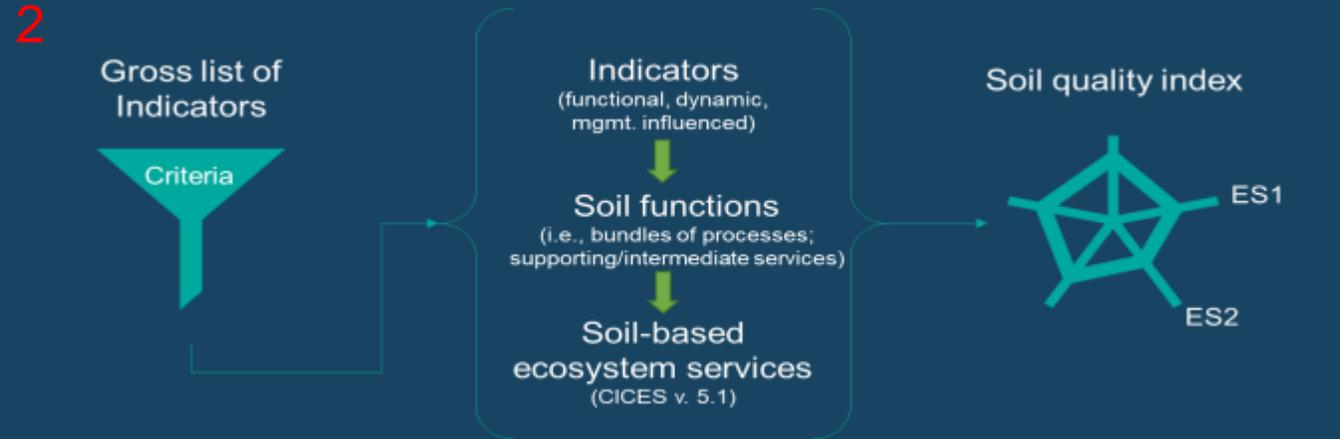 2
Gross list of
Indicators
Criteria
Indicators
(functional, dynamic,
mgmt. influenced)
Soil functions
(i.e., bundles of processes;
supporting/intermediate services)
Soil-based
ecosystem services
(CICES v. 5.1)
Soil quality index
ES1
ES2